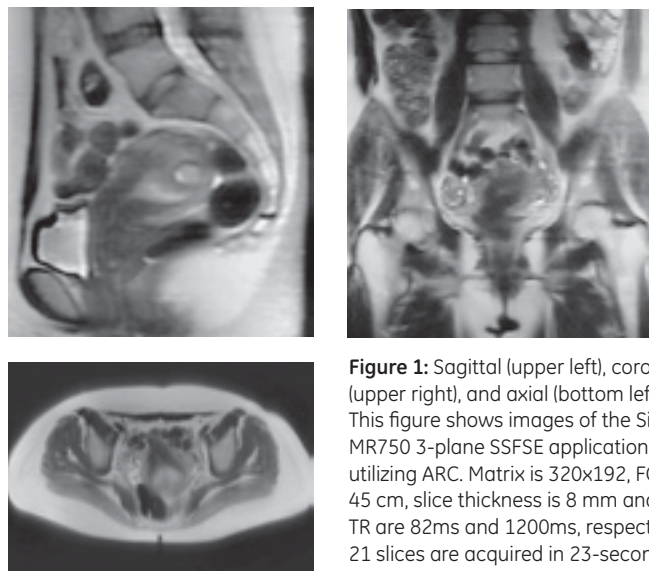 Figure 1: Sagittal (upper left), coro
(upper right), and axial (bottom lef
This figure shows images of the Si
MR750 3-plane SSFSE application
utilizing ARC. Matrix is 320x192, FO
45 cm, slice thickness is 8 mm and
TR are 82ms and 1200ms, respect
21 slices are acquired in 23-secon